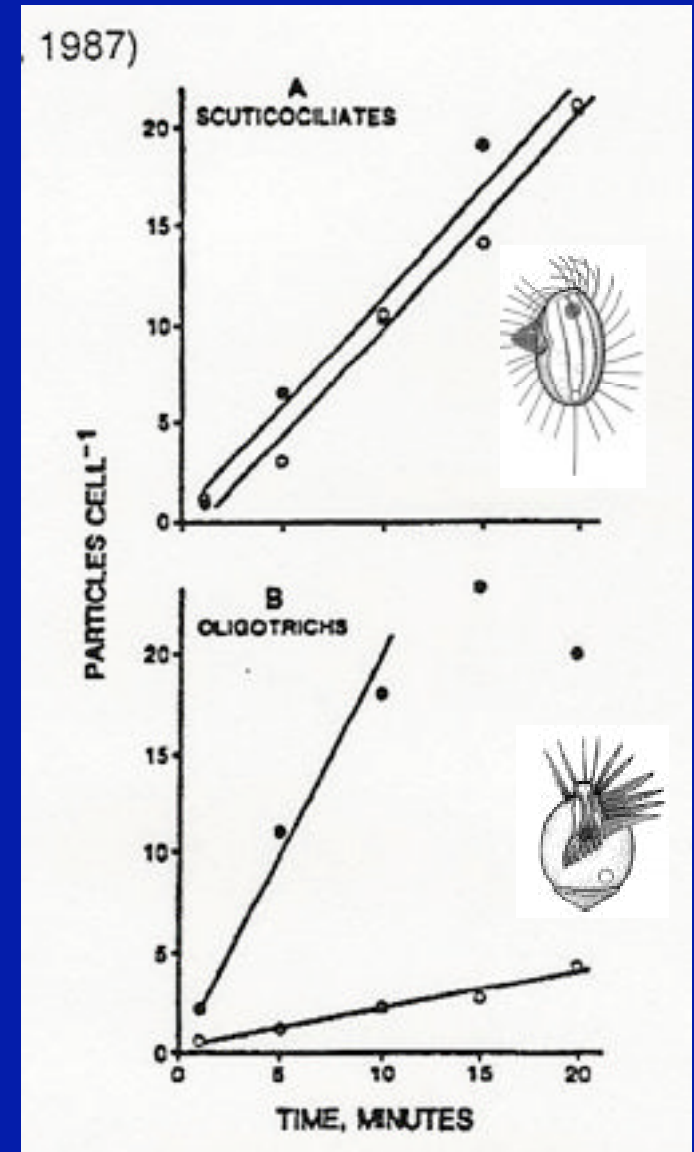 , 1987)
A
SCUTICOCILIATES
20
15
10
5
0
PARTICLES CELL⁻¹
B
OLIGOTRICHS
20
15
10
5
0
0 5 10 15 20
TIME, MINUTES